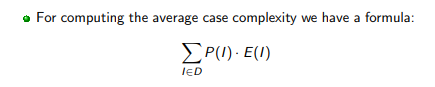 For computing the average case complexity we have a formula:
∑ P(I) · E(I)
I∈D